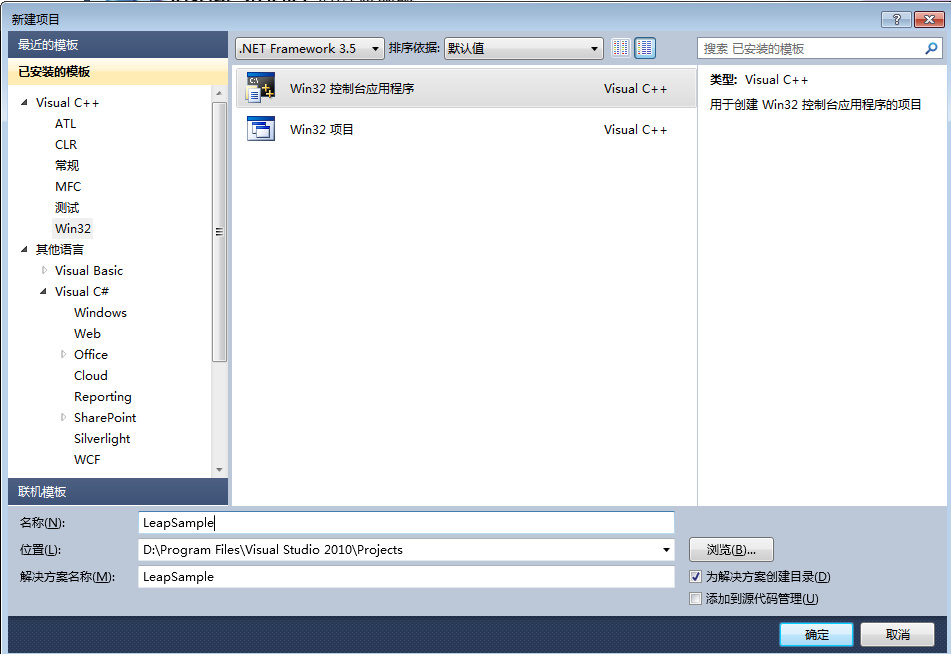 新建项目
最近的模板
已安装的模板
Visual C++
ATL
CLR
常规
MFC
测试
Win32
其他语言
Visual Basic
Visual C#
Windows
Web
Office
Cloud
Reporting
SharePoint
Silverlight
WCF
联机模板
.NET Framework 3.5 排序依据: 默认值
Win32 控制台应用程序 Visual C++
Win32 项目 Visual C++
搜索 已安装的模板
类型: Visual C++
用于创建 Win32 控制台应用程序的项目
名称(N): LeapSample
位置(L): D:\Program Files\Visual Studio 2010\Projects 浏览(B)...
解决方案名称(M): LeapSample 为解决方案创建目录(D)
添加到源代码管理(U)
确定 取消